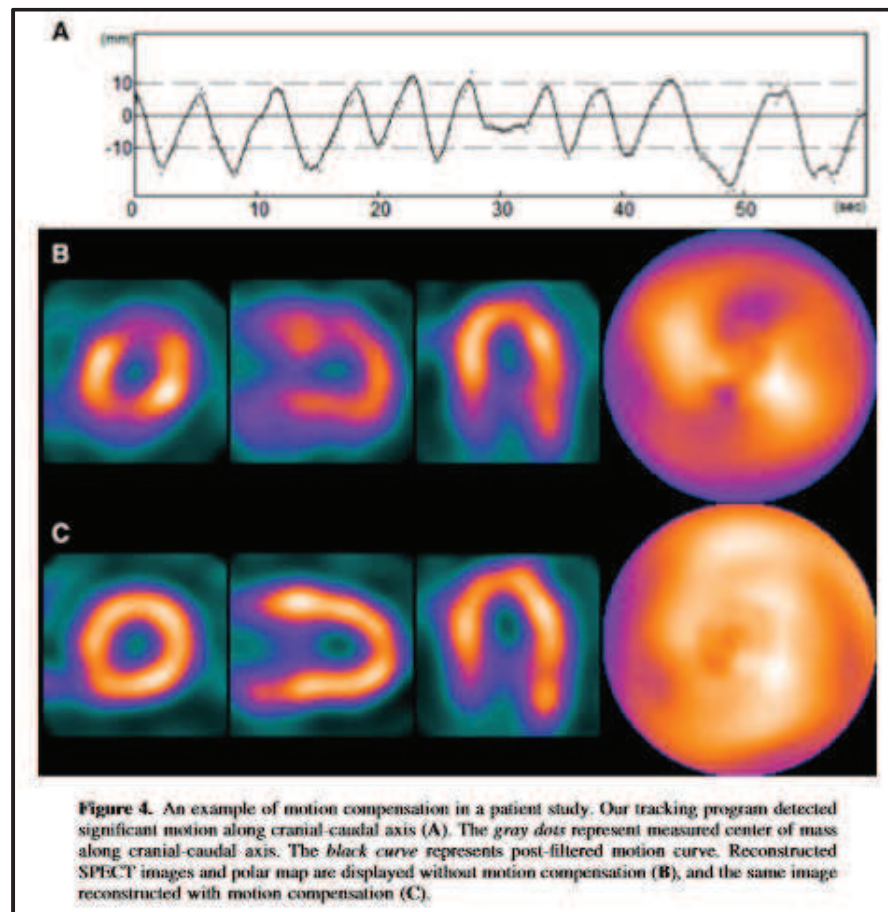 A
(mm)
10
0
-10
0 10 20 30 40 50 (sec)
B
C
Figure 4. An example of motion compensation in a patient study. Our tracking program detected
significant motion along cranial-caudal axis (A). The gray dots represent measured center of mass
along cranial-caudal axis. The black curve represents post-filtered motion curve. Reconstructed
SPECT images and polar map are displayed without motion compensation (B), and the same image
reconstructed with motion compensation (C).